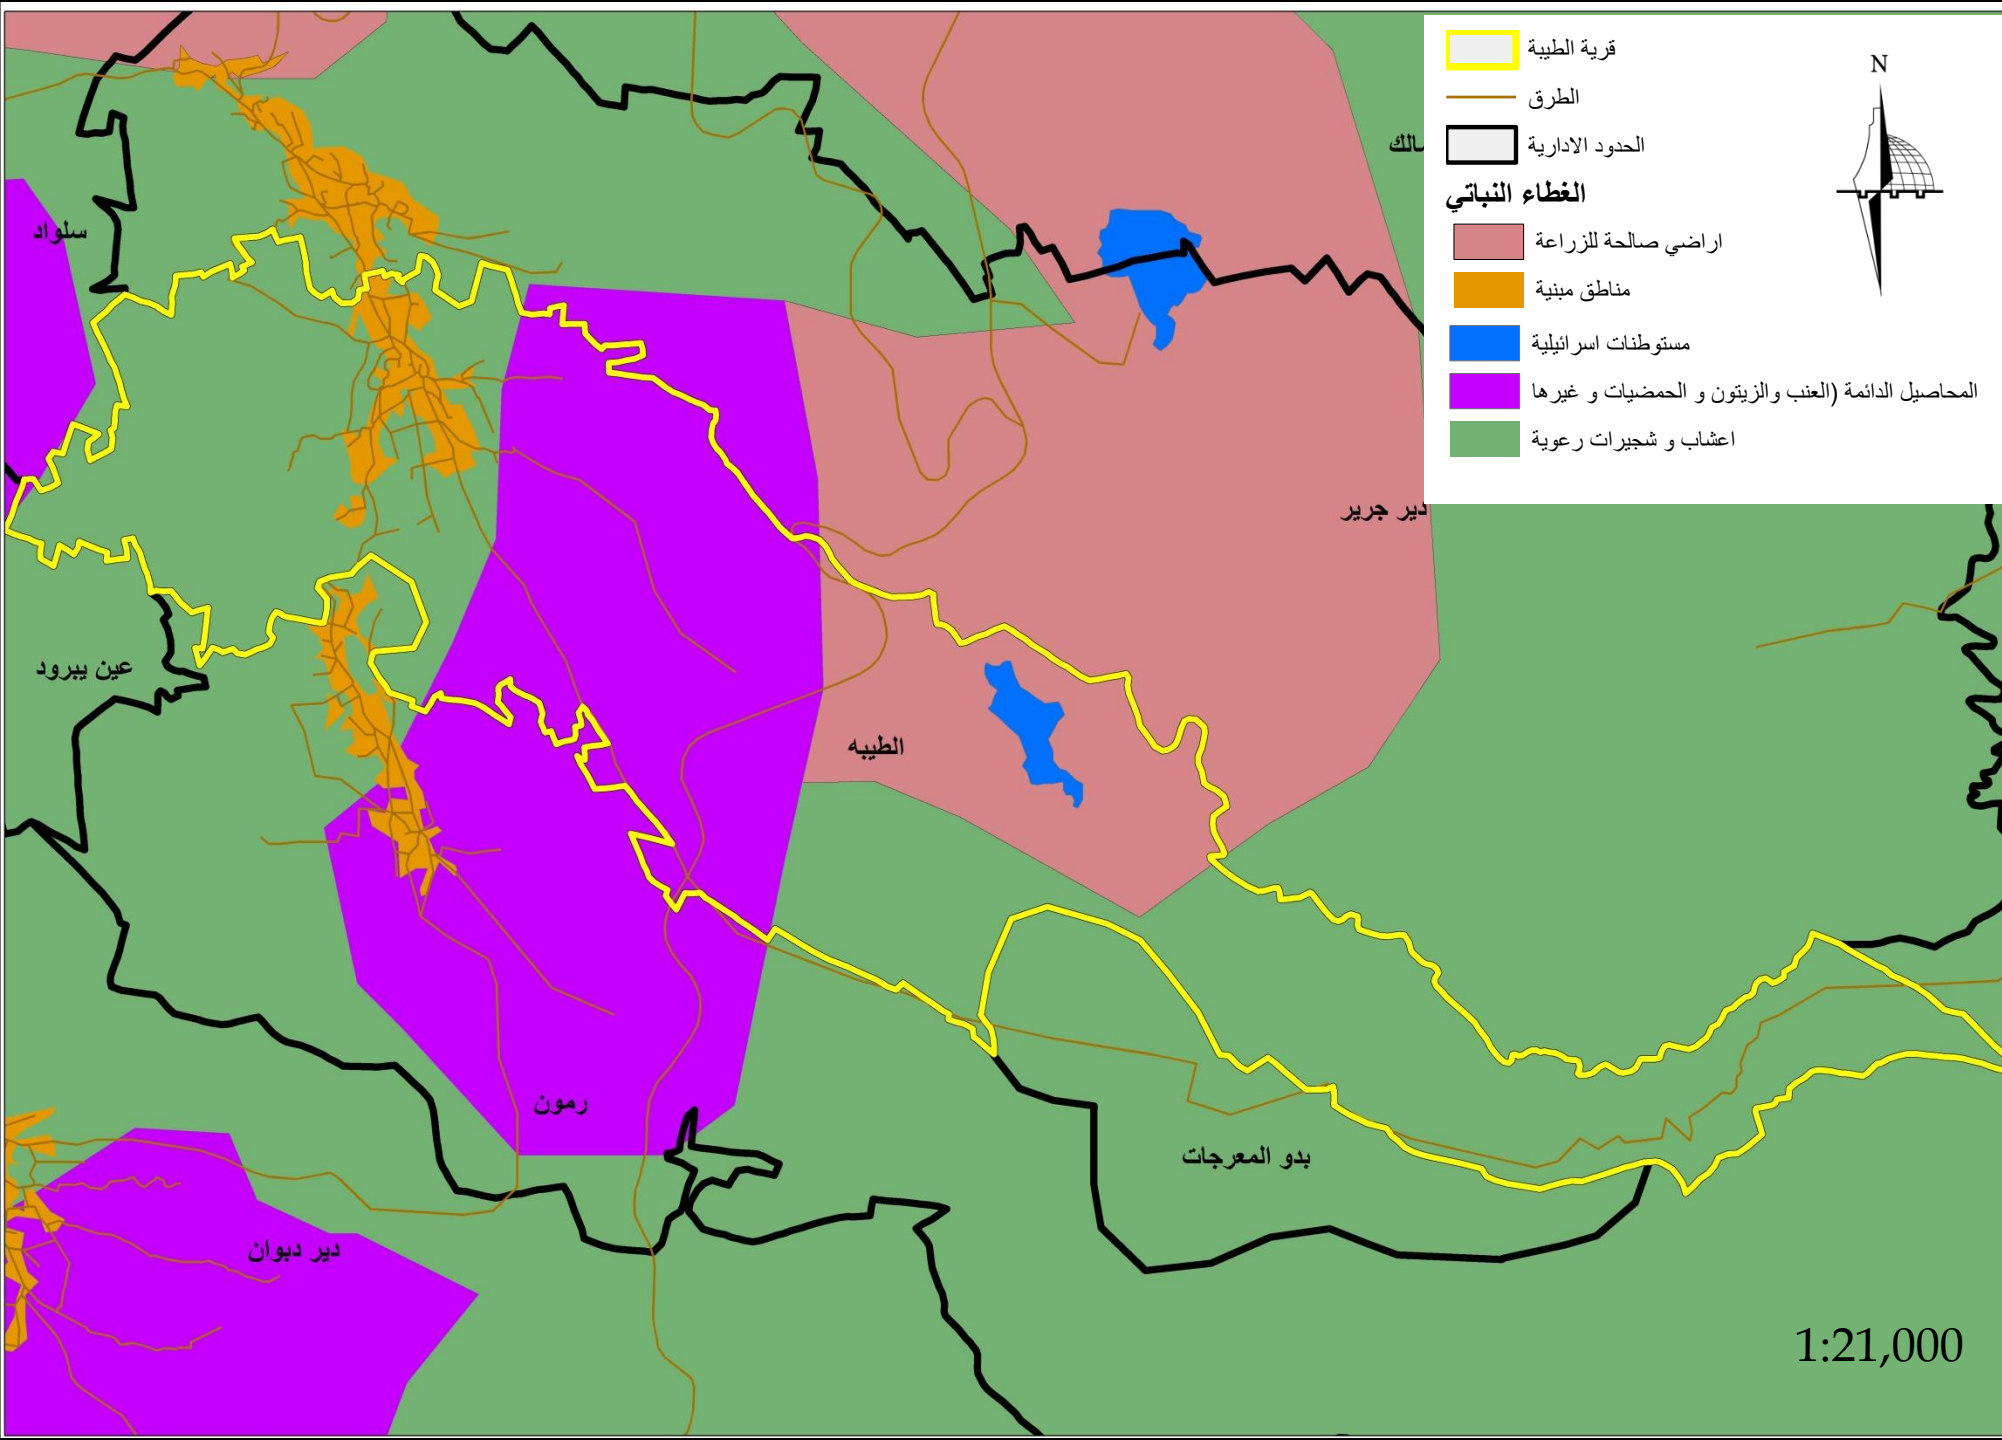 قرية الطيبة
الطرق
الحدود الادارية
الغطاء النباتي
اراضي صالحة للزراعة
مناطق مبنية
مستوطنات اسرائيلية
المحاصيل الدائمة (العنب والزيتون و الحمضيات و غيرها
اعشاب و شجيرات رعوية
N
سلواد
دير جرير
عين يبرود
الطيبه
رمون
بدو المعرجات
دير دبوان
1:21,000